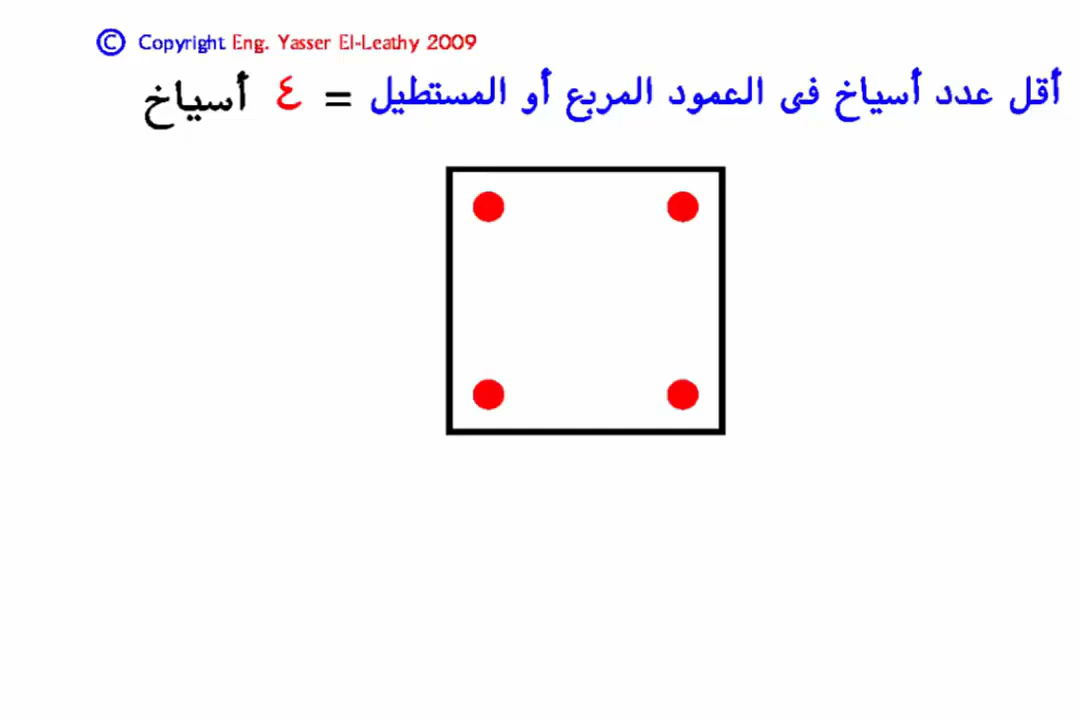 © Copyright Eng. Yasser El-Leathy 2009
أقل عدد أسياخ فى العمود المربع أو المستطيل = ٤ أسياخ